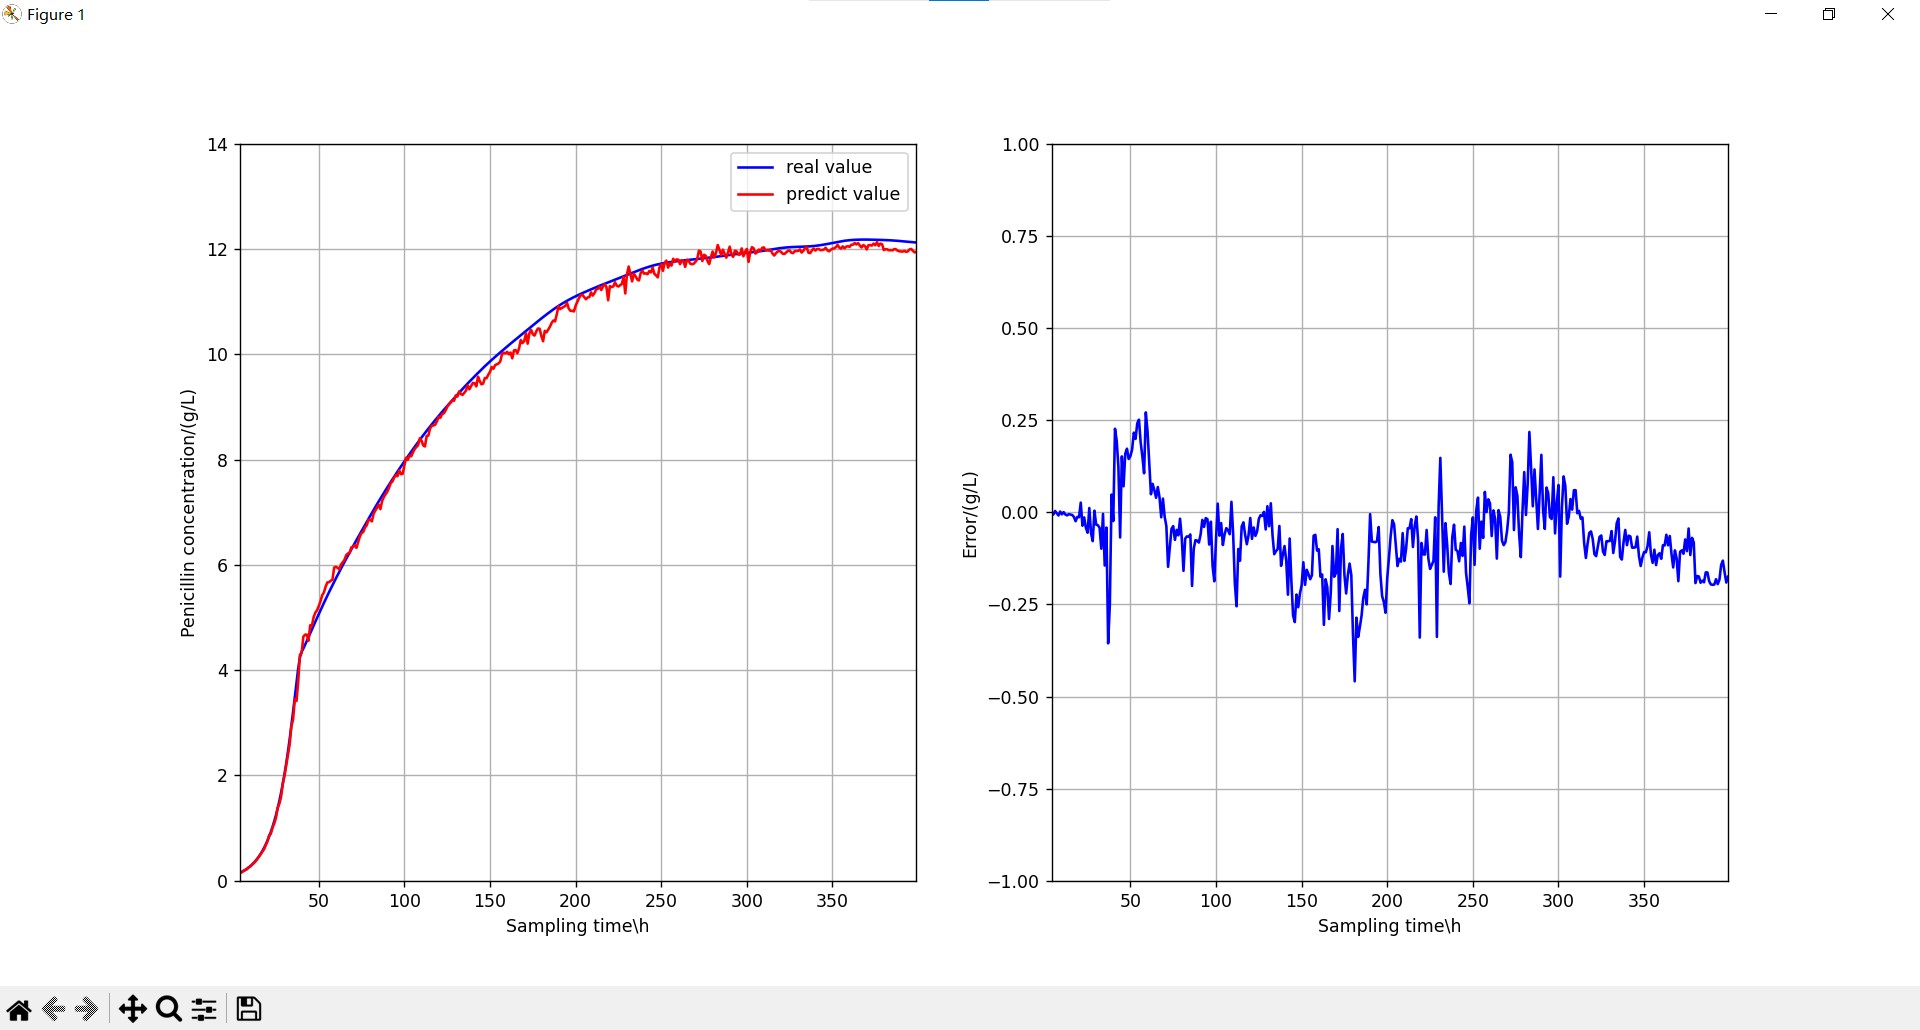 Figure 1
14
12
10
8
6
4
2
0
Penicillin concentration/(g/L)
real value
predict value
50 100 150 200 250 300 350
Sampling time\h
1.00
0.75
0.50
0.25
0.00
−0.25
−0.50
−0.75
−1.00
Error/(g/L)
50 100 150 200 250 300 350
Sampling time\h